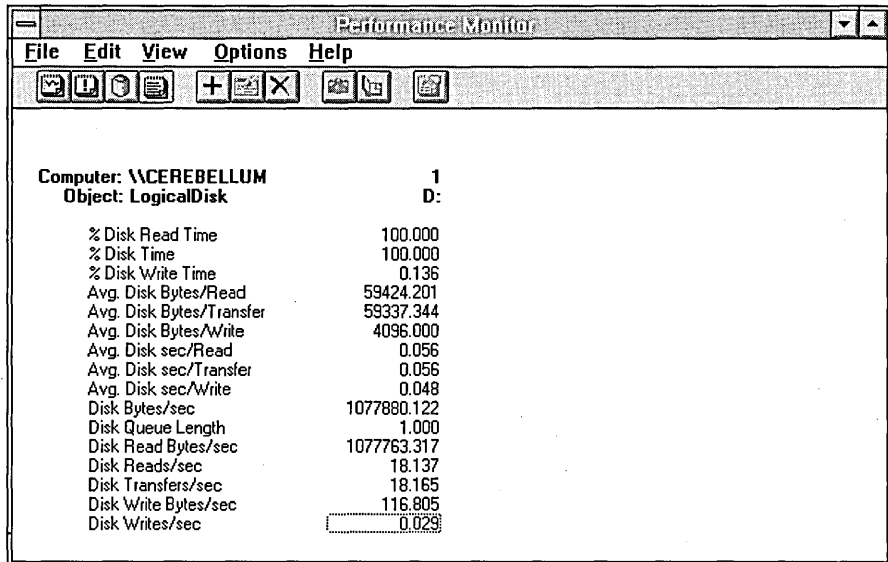 Performance Monitor
File Edit View Options Help
Computer: \\CEREBELLUM 1
Object: LogicalDisk D:
% Disk Read Time 100.000
% Disk Time 100.000
% Disk Write Time 0.136
Avg. Disk Bytes/Read 59424.201
Avg. Disk Bytes/Transfer 59337.344
Avg. Disk Bytes/Write 4096.000
Avg. Disk sec/Read 0.056
Avg. Disk sec/Transfer 0.056
Avg. Disk sec/Write 0.048
Disk Bytes/sec 1077880.122
Disk Queue Length 1.000
Disk Read Bytes/sec 1077763.317
Disk Reads/sec 18.137
Disk Transfers/sec 18.165
Disk Write Bytes/sec 116.805
Disk Writes/sec 0.029